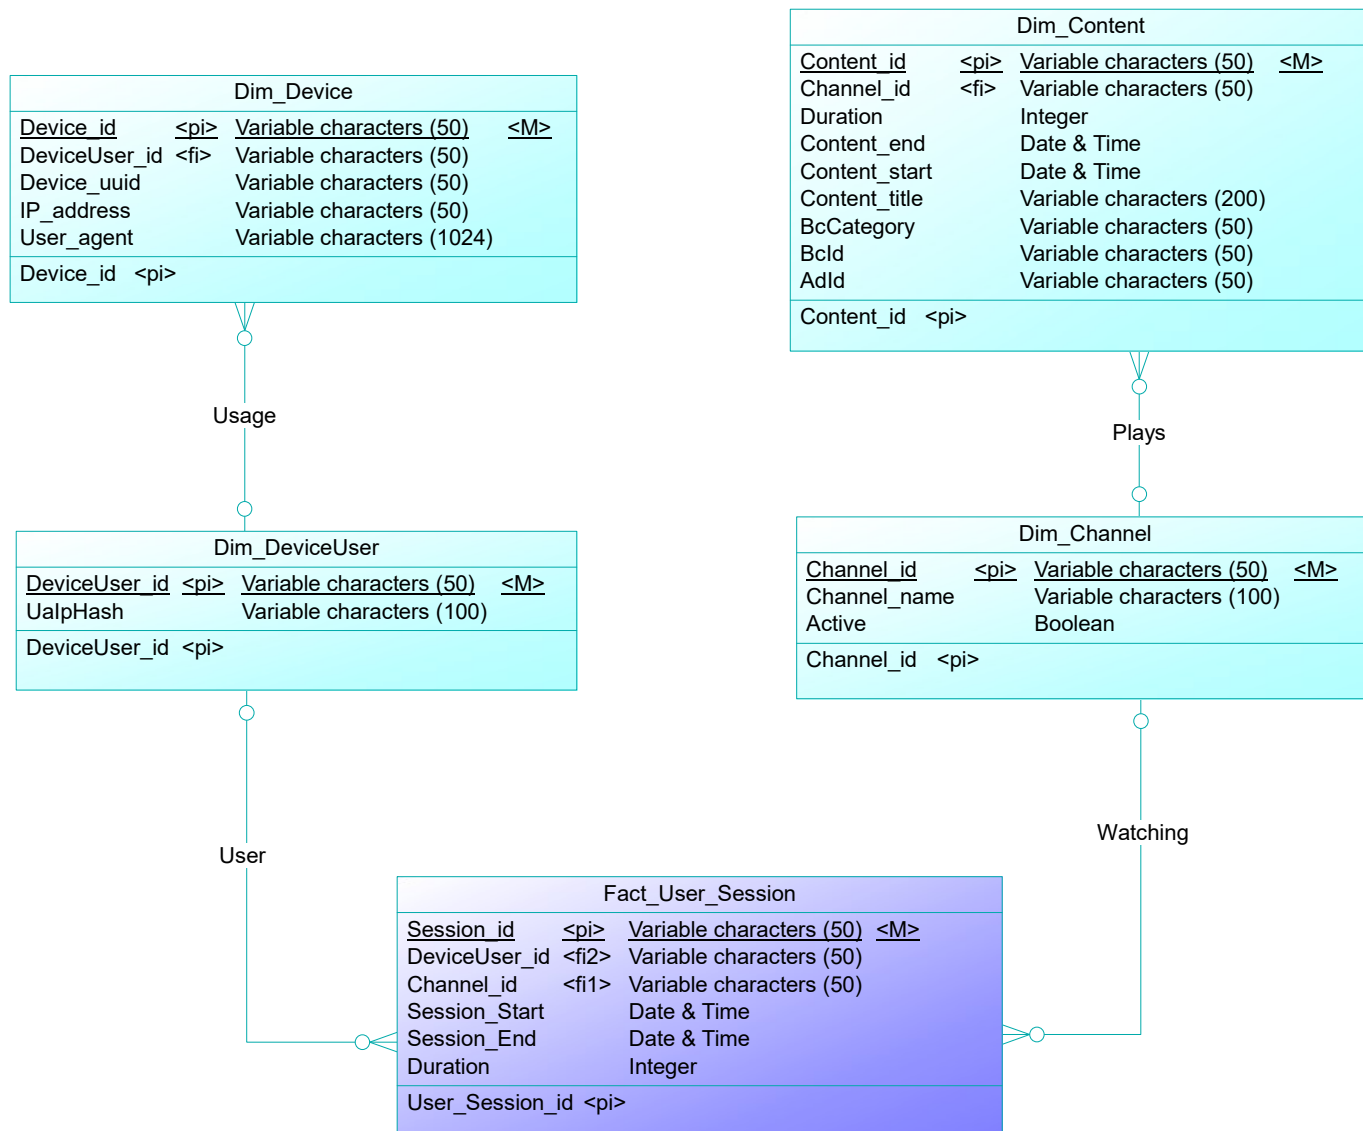 Dim_Device
Device_id <pi> Variable characters (50) <M>
DeviceUser_id <fi> Variable characters (50)
Device_uuid Variable characters (50)
IP_address Variable characters (50)
User_agent Variable characters (1024)
Device_id <pi>
Dim_Content
Content_id <pi> Variable characters (50) <M>
Channel_id <fi> Variable characters (50)
Duration Integer
Content_end Date & Time
Content_start Date & Time
Content_title Variable characters (200)
BcCategory Variable characters (50)
BcId Variable characters (50)
AdId Variable characters (50)
Content_id <pi>
Usage
Plays
Dim_DeviceUser
DeviceUser_id <pi> Variable characters (50) <M>
UaIpHash Variable characters (100)
DeviceUser_id <pi>
Dim_Channel
Channel_id <pi> Variable characters (50) <M>
Channel_name Variable characters (100)
Active Boolean
Channel_id <pi>
User
Watching
Fact_User_Session
Session_id <pi> Variable characters (50) <M>
DeviceUser_id <fi2> Variable characters (50)
Channel_id <fi1> Variable characters (50)
Session_Start Date & Time
Session_End Date & Time
Duration Integer
User_Session_id <pi>